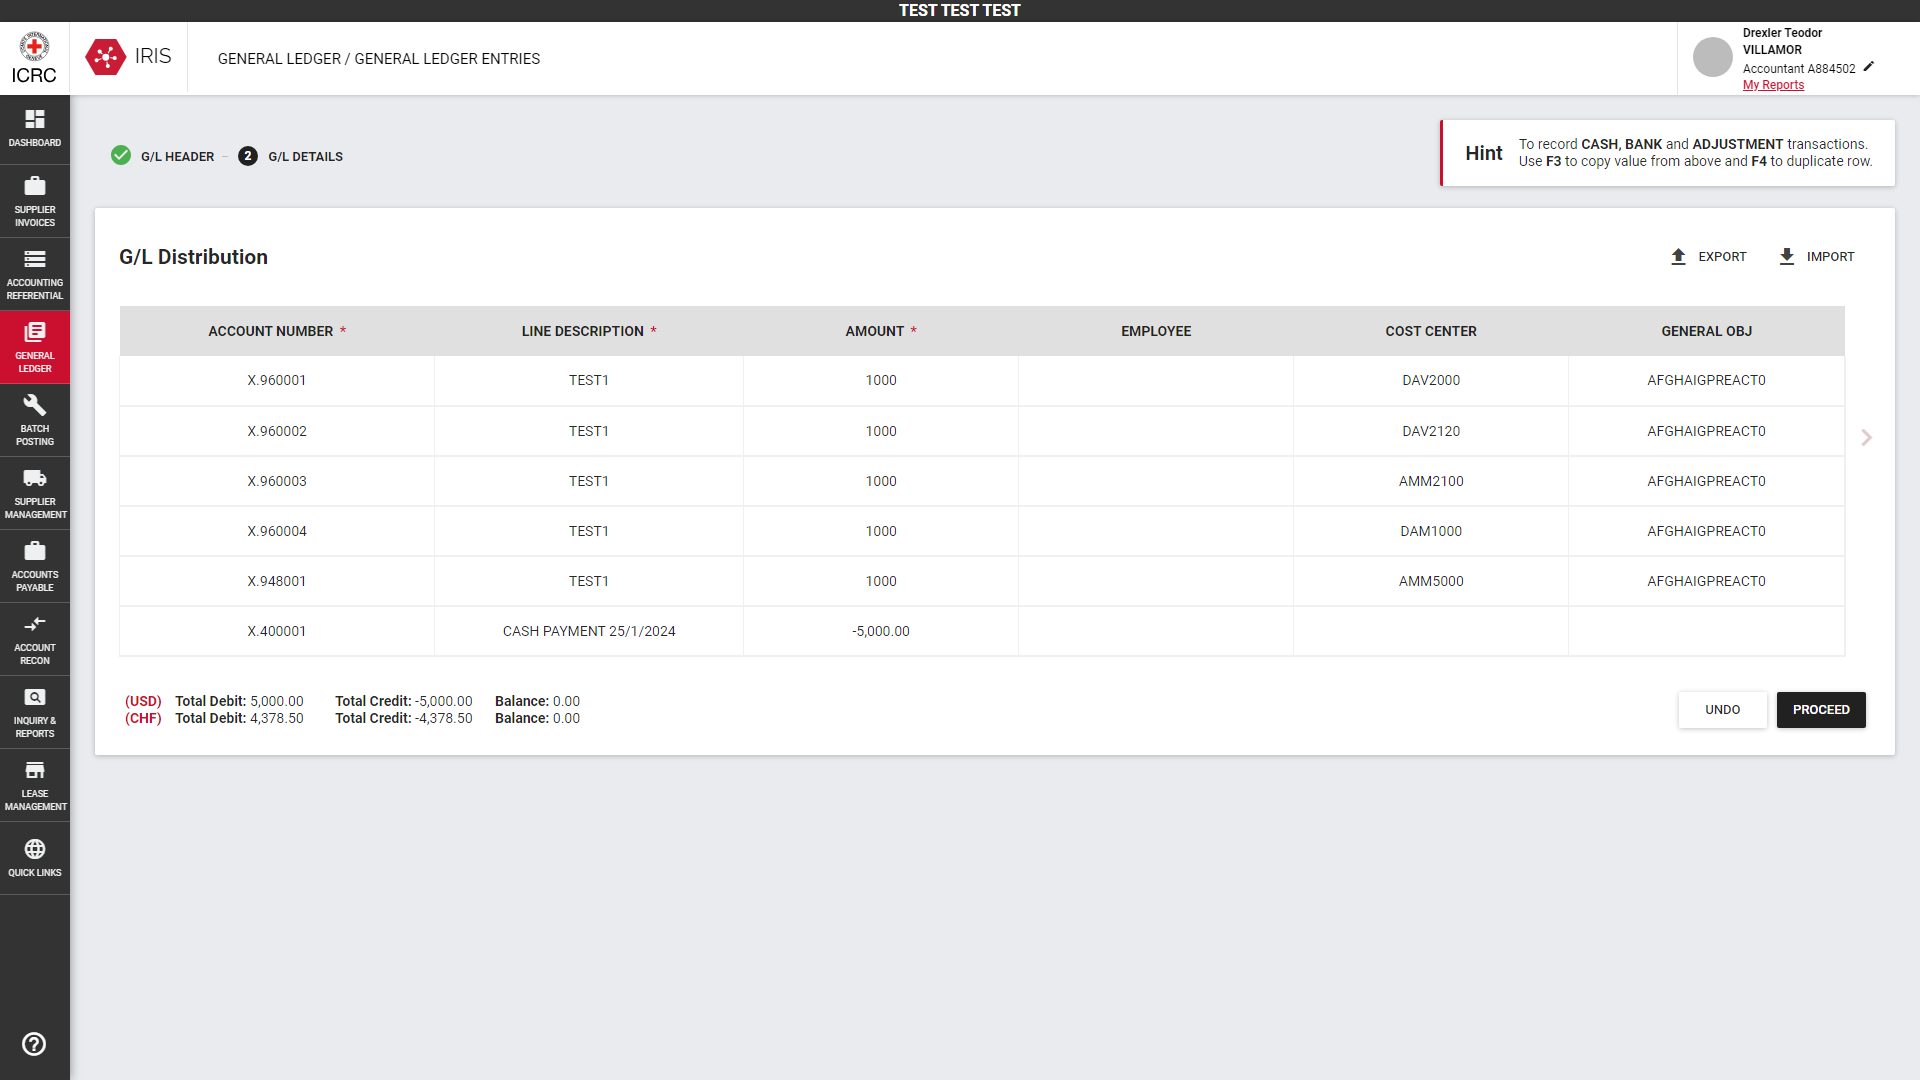 TEST TEST TEST
ICRC
IRIS
GENERAL LEDGER / GENERAL LEDGER ENTRIES
Drexler Teodor
VILLAMOR
Accountant A884502
My Reports
DASHBOARD
SUPPLIER
INVOICES
ACCOUNTING
REFERENTIAL
GENERAL
LEDGER
BATCH
POSTING
SUPPLIER
MANAGEMENT
ACCOUNTS
PAYABLE
ACCOUNT
RECON
INQUIRY &
REPORTS
LEASE
MANAGEMENT
QUICK LINKS
G/L HEADER – 2 G/L DETAILS
Hint
To record CASH, BANK and ADJUSTMENT transactions.
Use F3 to copy value from above and F4 to duplicate row.
G/L Distribution
EXPORT IMPORT
ACCOUNT NUMBER * LINE DESCRIPTION * AMOUNT * EMPLOYEE COST CENTER GENERAL OBJ
X.960001 TEST1 1000 DAV2000 AFGHAIGPREACT0
X.960002 TEST1 1000 DAV2120 AFGHAIGPREACT0
X.960003 TEST1 1000 AMM2100 AFGHAIGPREACT0
X.960004 TEST1 1000 DAM1000 AFGHAIGPREACT0
X.948001 TEST1 1000 AMM5000 AFGHAIGPREACT0
X.400001 CASH PAYMENT 25/1/2024 -5,000.00
(USD) Total Debit: 5,000.00 Total Credit: -5,000.00 Balance: 0.00
(CHF) Total Debit: 4,378.50 Total Credit: -4,378.50 Balance: 0.00
UNDO PROCEED